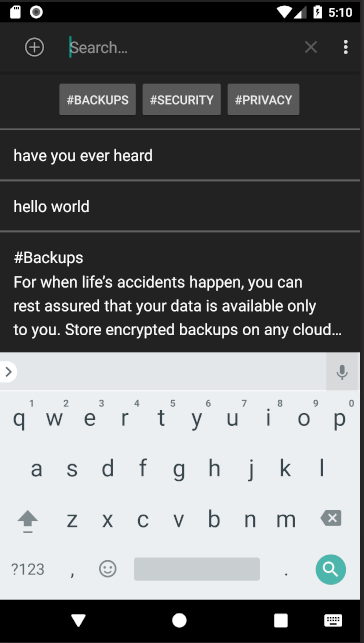 5:10
Search...
#BACKUPS #SECURITY #PRIVACY
have you ever heard
hello world
#Backups
For when life’s accidents happen, you can
rest assured that your data is available only
to you. Store encrypted backups on any cloud...
1 2 3 4 5 6 7 8 9 0
q w e r t y u i o p
a s d f g h j k l
z x c v b n m
?123 , .